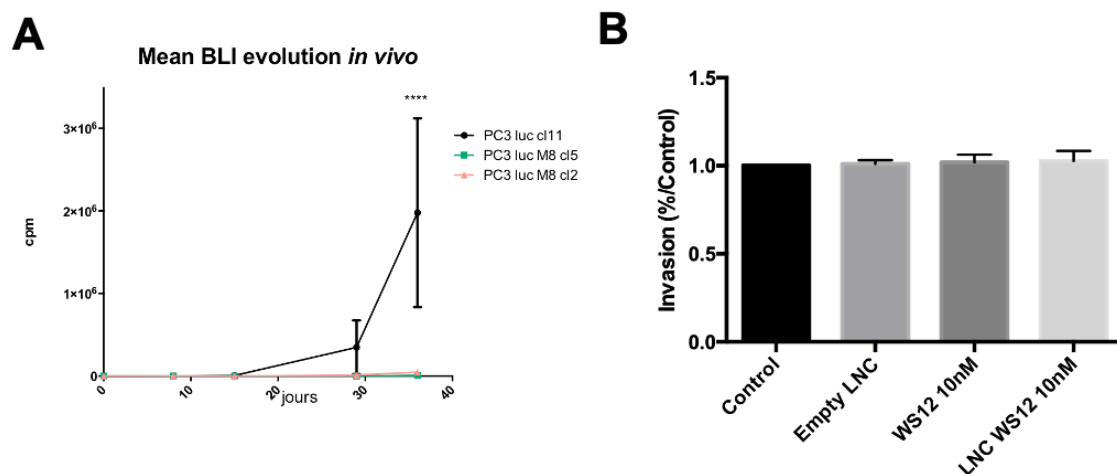 A
Mean BLI evolution in vivo
****
3×10⁶
2×10⁶
1×10⁶
0
cpm
0
10
20
30
40
jours
PC3 luc cl11
PC3 luc M8 cl5
PC3 luc M8 cl2
B
1.5
1.0
0.5
0.0
Invasion (%/Control)
Control
Empty LNC
WS12 10nM
LNC WS12 10nM